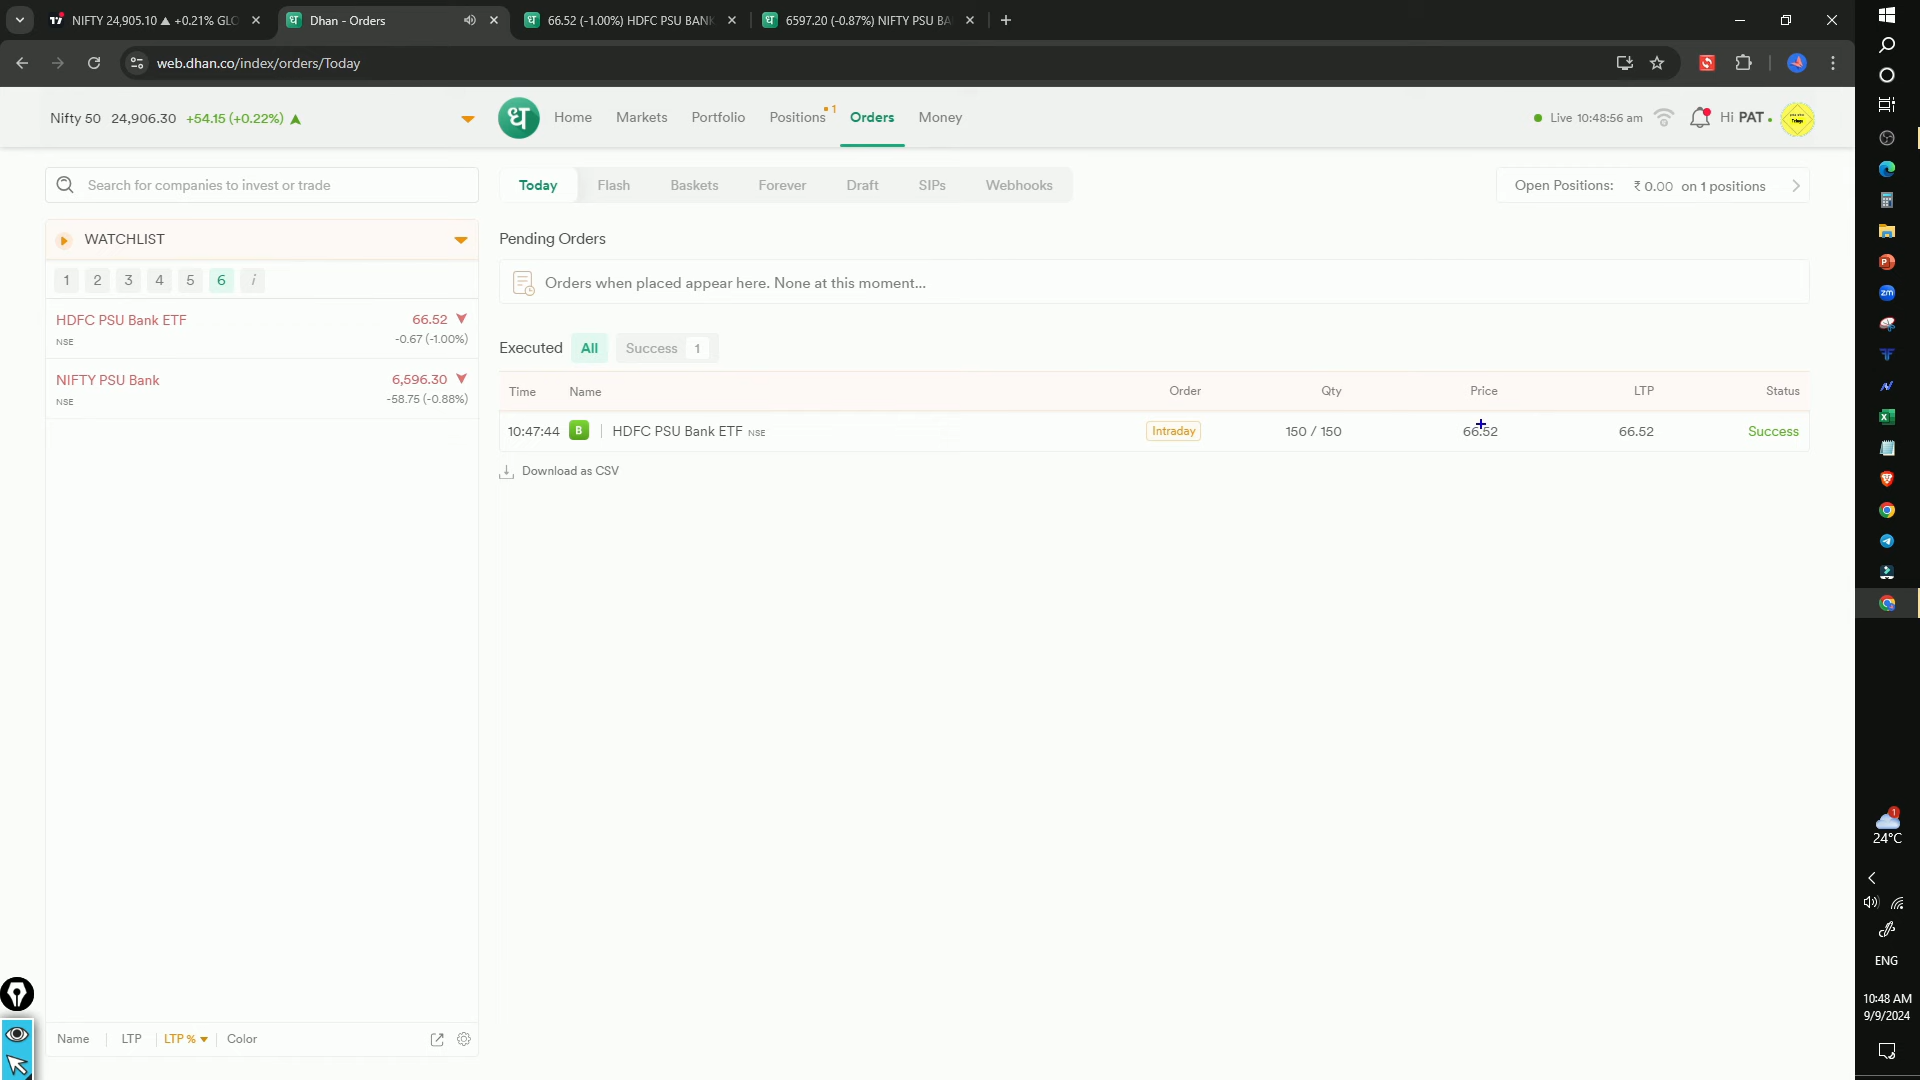 NIFTY 24,905.10 ▲ +0.21% GLO
Dhan - Orders
66.52 (-1.00%) HDFC PSU BANK
6597.20 (-0.87%) NIFTY PSU BA
web.dhan.co/index/orders/Today
Nifty 50 24,906.30 +54.15 (+0.22%) ▲
ध
Home Markets Portfolio Positions 1 Orders Money
Live 10:48:56 am
Hi PAT
Search for companies to invest or trade
Today Flash Baskets Forever Draft SIPs Webhooks
Open Positions: ₹ 0.00 on 1 positions
WATCHLIST
1 2 3 4 5 6 i
HDFC PSU Bank ETF 66.52
NSE -0.67 (-1.00%)
NIFTY PSU Bank 6,596.30
NSE -58.75 (-0.88%)
Pending Orders
Orders when placed appear here. None at this moment...
Executed All Success 1
Time Name Order Qty Price LTP Status
10:47:44 B HDFC PSU Bank ETF NSE Intraday 150 / 150 66.52 66.52 Success
Download as CSV
Name LTP LTP % Color
zm
1
24°C
ENG
10:48 AM
9/9/2024